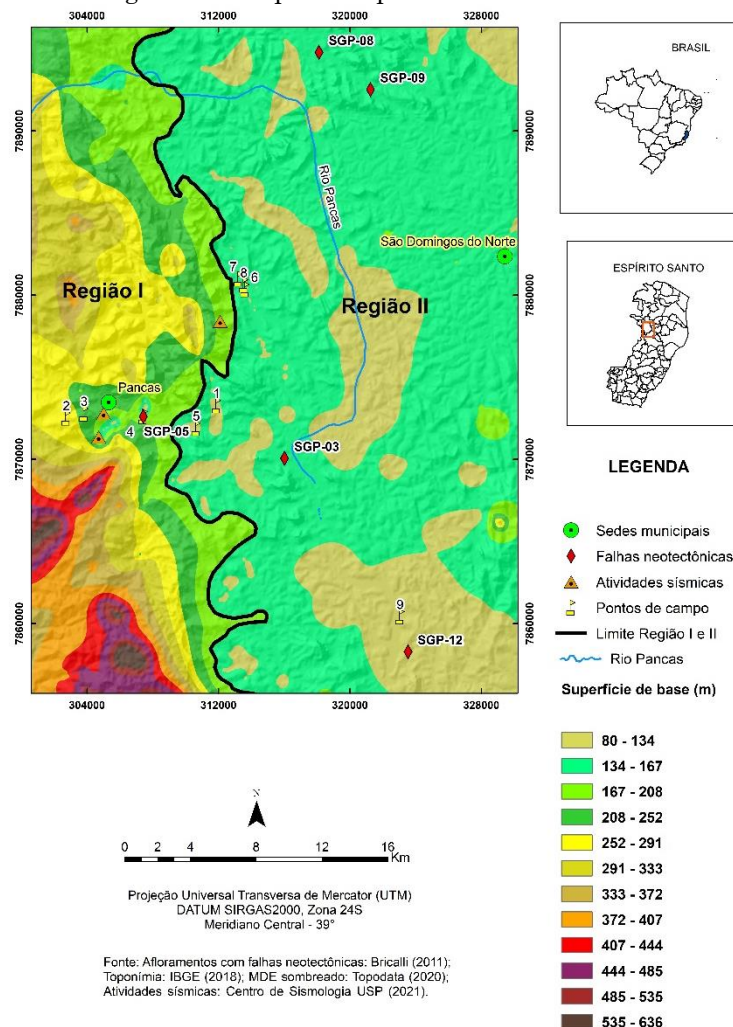 304000 312000 320000 328000
SGP-08
SGP-09
BRASIL
7890000
7890000
Rio Pancas
São Domingos do Norte
ESPÍRITO SANTO
7 8 6
7880000
Região I
Região II
7880000
Pancas
1
2 3
4 SGP-05 5
SGP-03
7870000
7870000
LEGENDA
Sedes municipais
Falhas neotectônicas
Atividades sísmicas
9
Pontos de campo
7860000
7860000
SGP-12
Limite Região I e II
Rio Pancas
304000 312000 320000 328000
Superfície de base (m)
80 - 134
134 - 167
167 - 208
208 - 252
252 - 291
291 - 333
333 - 372
372 - 407
407 - 444
444 - 485
485 - 535
535 - 636
N
0 2 4 8 12 16
Km
Projeção Universal Transversa de Mercator (UTM)
DATUM SIRGAS2000, Zona 24S
Meridiano Central - 39°
Fonte: Afloramentos com falhas neotectônicas: Bricalli (2011);
Toponímia: IBGE (2018); MDE sombreado: Topodata (2020);
Atividades sísmicas: Centro de Sismologia USP (2021).